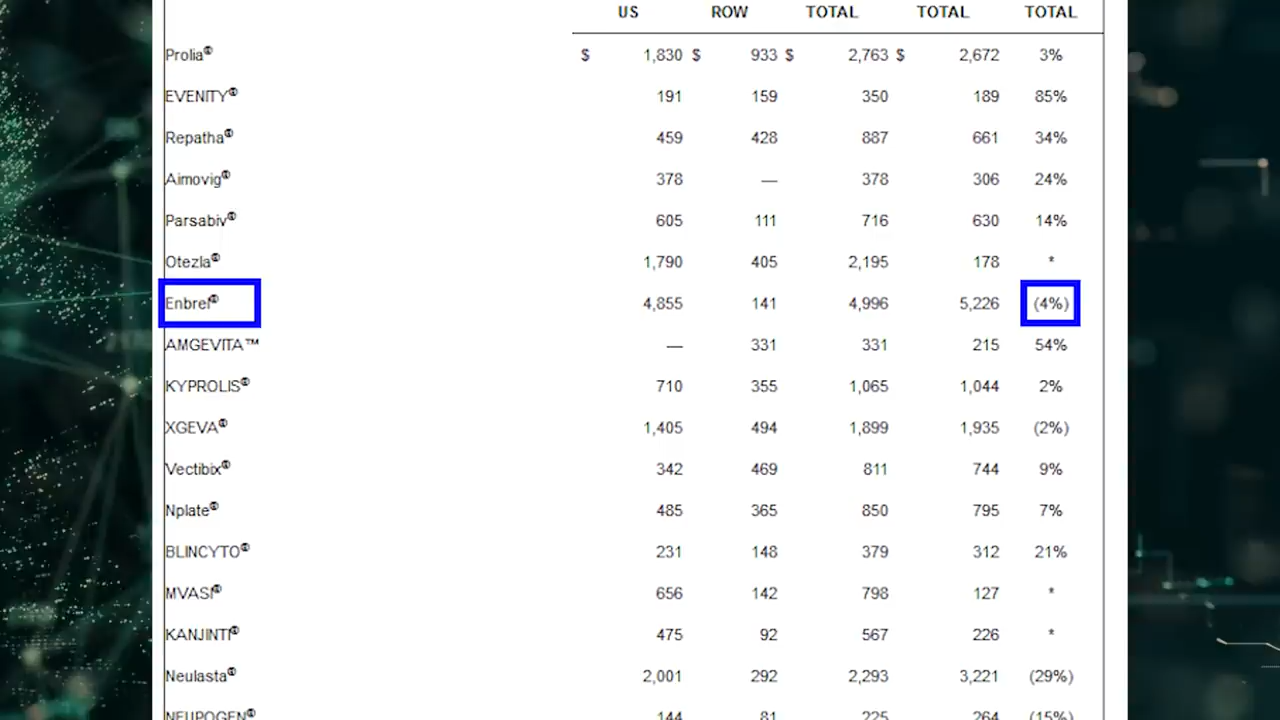 US ROW TOTAL TOTAL TOTAL
Prolia® $ 1,830 $ 933 $ 2,763 $ 2,672 3%
EVENITY® 191 159 350 189 85%
Repatha® 459 428 887 661 34%
Aimovig® 378 — 378 306 24%
Parsabiv® 605 111 716 630 14%
Otezla® 1,790 405 2,195 178 *
Enbrel® 4,855 141 4,996 5,226 (4%)
AMGEVITA™ — 331 331 215 54%
KYPROLIS® 710 355 1,065 1,044 2%
XGEVA® 1,405 494 1,899 1,935 (2%)
Vectibix® 342 469 811 744 9%
Nplate® 485 365 850 795 7%
BLINCYTO® 231 148 379 312 21%
MVASI® 656 142 798 127 *
KANJINTI® 475 92 567 226 *
Neulasta® 2,001 292 2,293 3,221 (29%)
NEUPOGEN® 144 81 225 264 (15%)